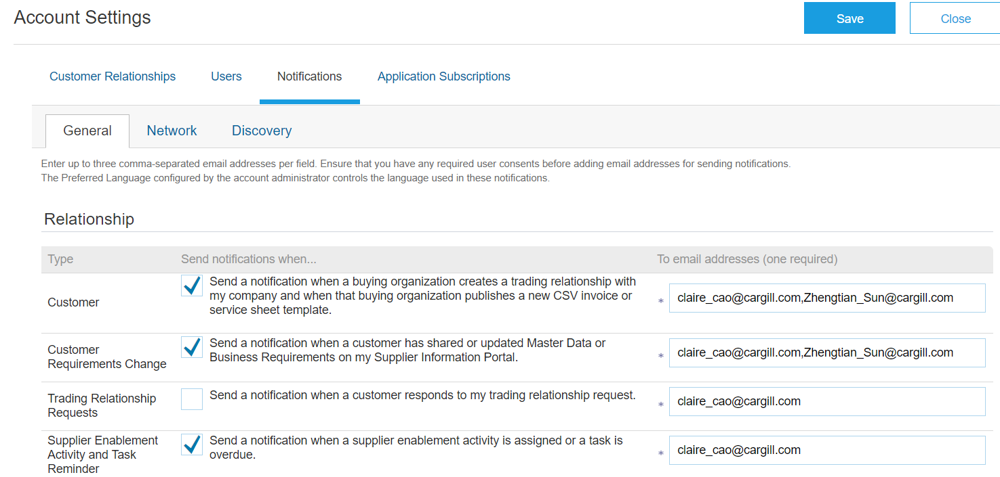 Account Settings
Save
Close
Customer Relationships
Users
Notifications
Application Subscriptions
General
Network
Discovery
Enter up to three comma-separated email addresses per field. Ensure that you have any required user consents before adding email addresses for sending notifications.
The Preferred Language configured by the account administrator controls the language used in these notifications.
Relationship
Type
Send notifications when...
To email addresses (one required)
Customer
Send a notification when a buying organization creates a trading relationship with
my company and when that buying organization publishes a new CSV invoice or
service sheet template.
* claire_cao@cargill.com,Zhengtian_Sun@cargill.com
Customer
Requirements Change
Send a notification when a customer has shared or updated Master Data or
Business Requirements on my Supplier Information Portal.
* claire_cao@cargill.com,Zhengtian_Sun@cargill.com
Trading Relationship
Requests
Send a notification when a customer responds to my trading relationship request.
* claire_cao@cargill.com
Supplier Enablement
Activity and Task
Reminder
Send a notification when a supplier enablement activity is assigned or a task is
overdue.
* claire_cao@cargill.com